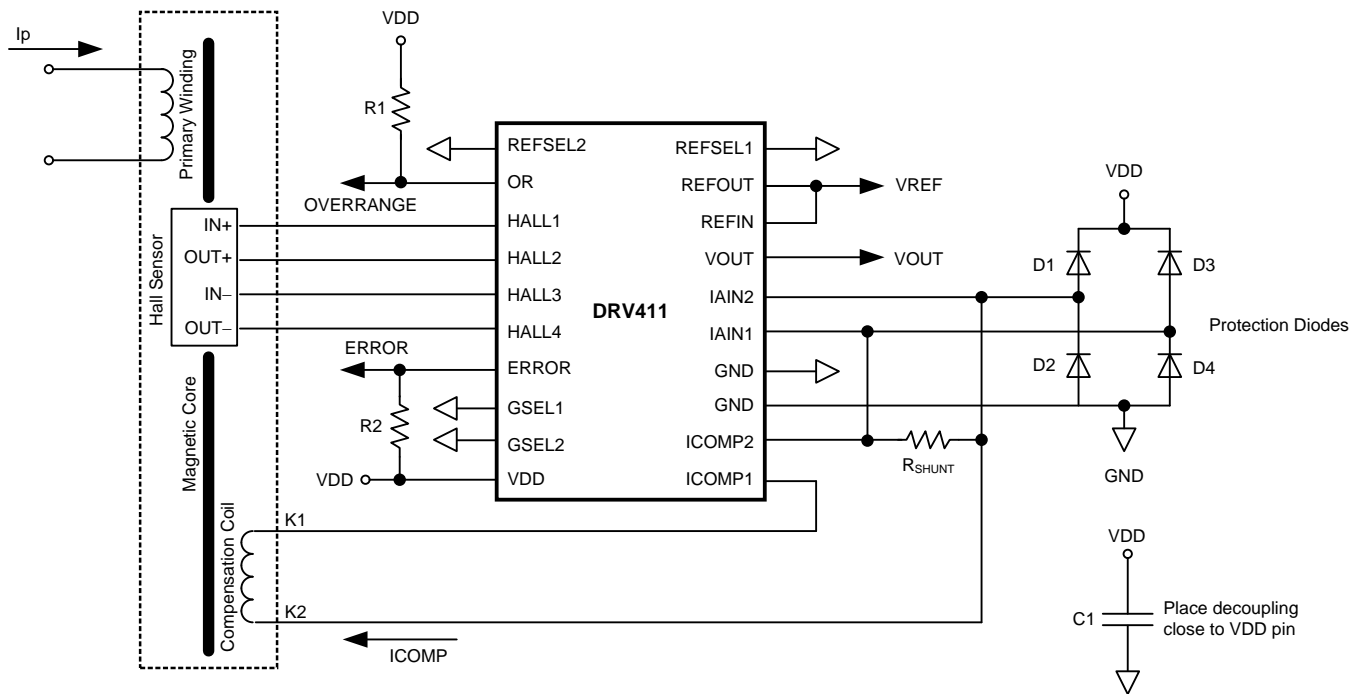 Ip
Primary Winding
Hall Sensor
IN+
OUT+
IN−
OUT−
Magnetic Core
Compensation Coil
K1
K2
ICOMP
VDD
R1
OVERRANGE
ERROR
R2
VDD
DRV411
REFSEL2
OR
HALL1
HALL2
HALL3
HALL4
ERROR
GSEL1
GSEL2
VDD
REFSEL1
REFOUT
REFIN
VOUT
IAIN2
IAIN1
GND
GND
ICOMP2
ICOMP1
VREF
VOUT
RSHUNT
VDD
D1
D3
D2
D4
Protection Diodes
GND
VDD
C1
Place decoupling
close to VDD pin